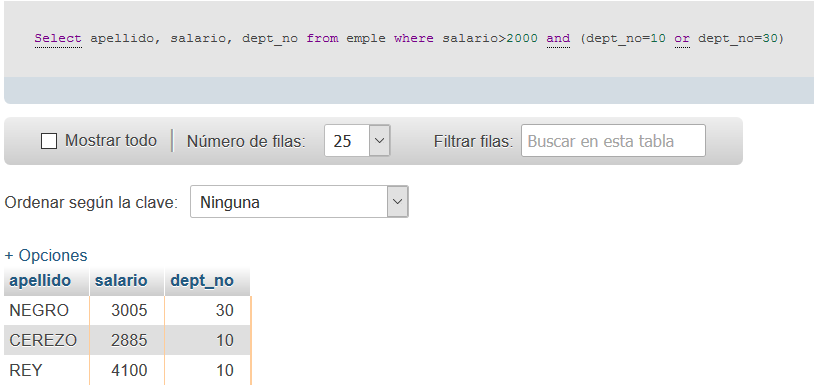 Select apellido, salario, dept_no from emple where salario>2000 and (dept_no=10 or dept_no=30)
Mostrar todo Número de filas: 25 Filtrar filas: Buscar en esta tabla
Ordenar según la clave: Ninguna
+ Opciones
apellido salario dept_no
NEGRO 3005 30
CEREZO 2885 10
REY 4100 10